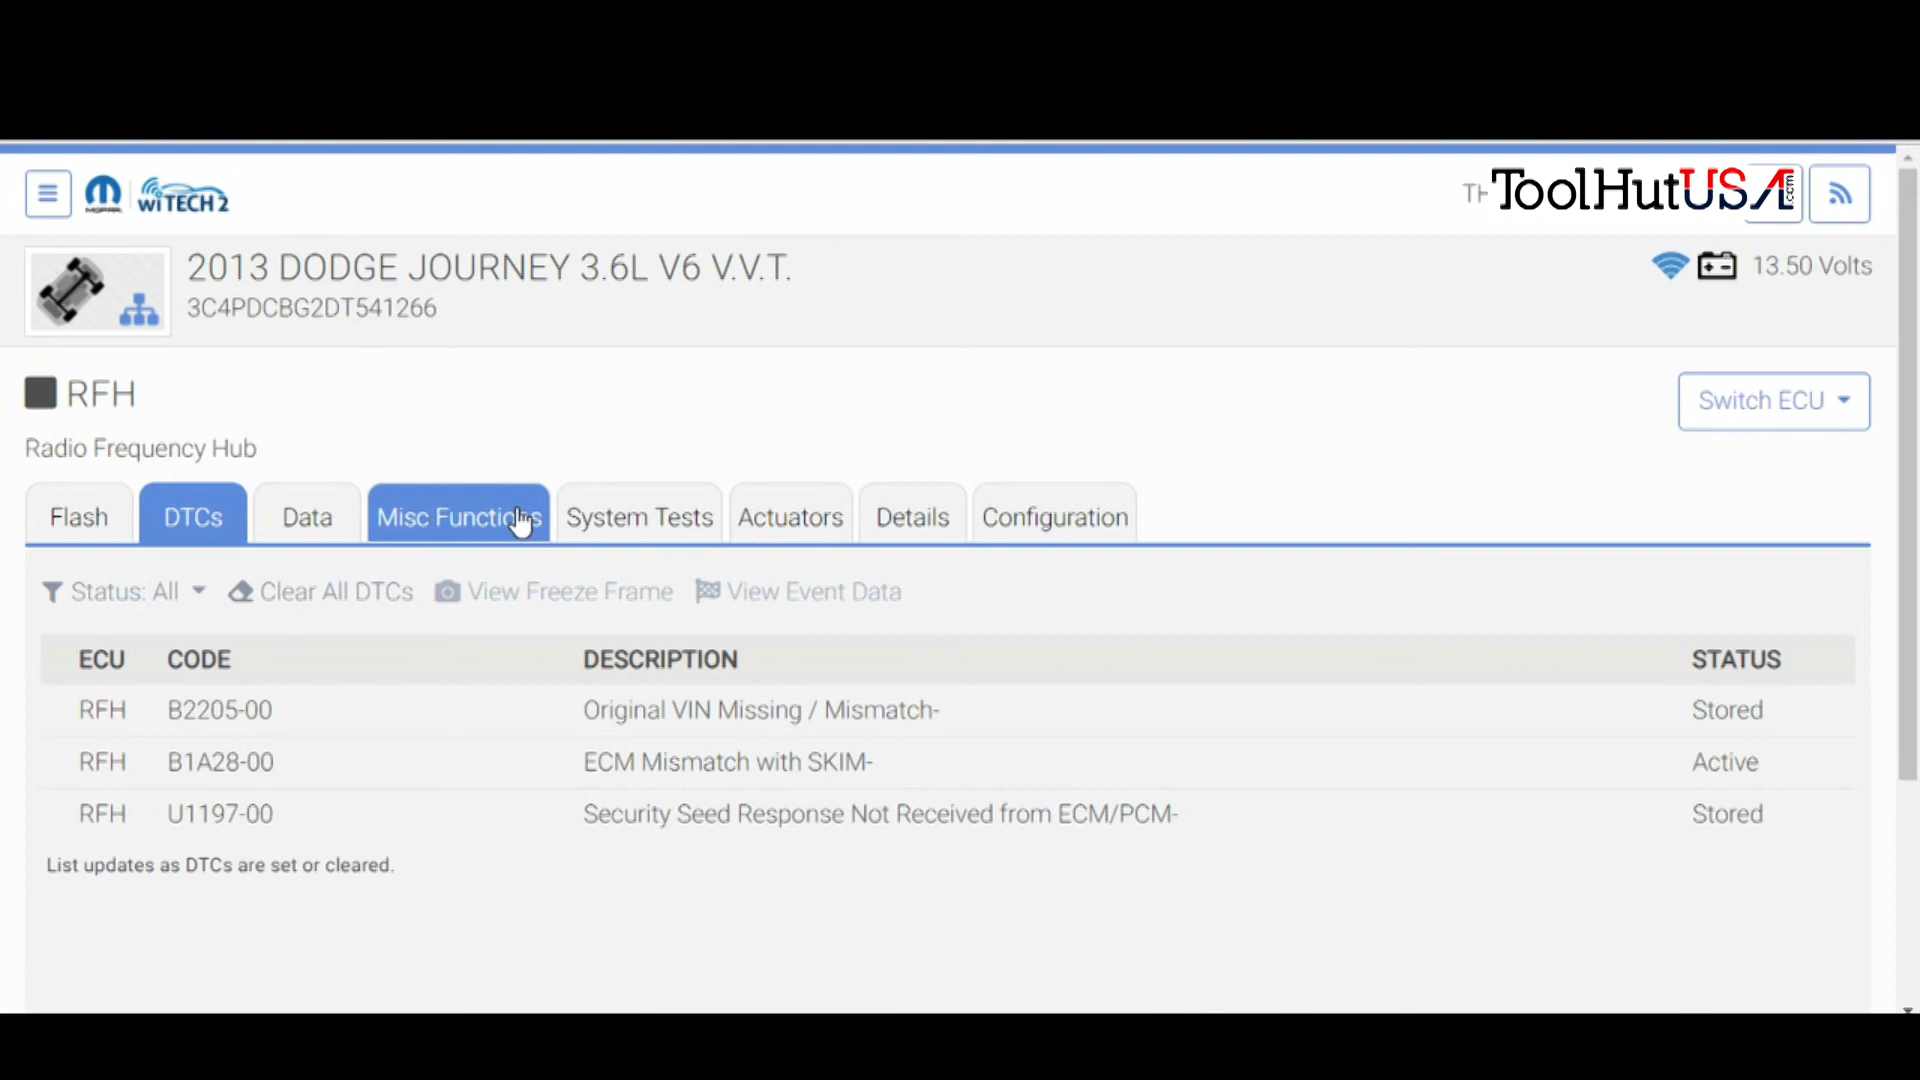 MOPAR
wiTECH 2
TH
ToolHutUSA.com
2013 DODGE JOURNEY 3.6L V6 V.V.T.
3C4PDCBG2DT541266
13.50 Volts
RFH
Switch ECU
Radio Frequency Hub
Flash DTCs Data Misc Functions System Tests Actuators Details Configuration
Status: All Clear All DTCs View Freeze Frame View Event Data
ECU CODE DESCRIPTION STATUS
RFH B2205-00 Original VIN Missing / Mismatch- Stored
RFH B1A28-00 ECM Mismatch with SKIM- Active
RFH U1197-00 Security Seed Response Not Received from ECM/PCM- Stored
List updates as DTCs are set or cleared.